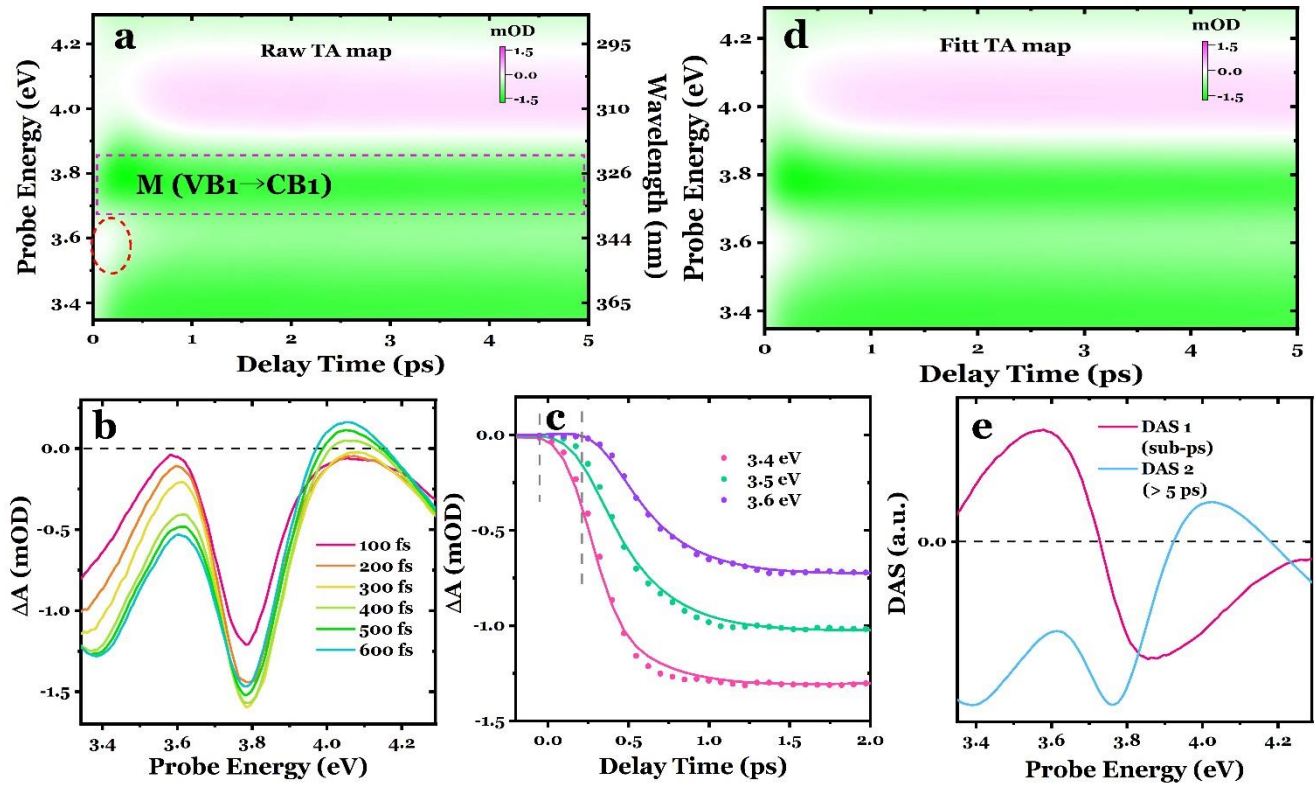 a
Raw TA map
mOD
1.5
0.0
-1.5
4.2
4.0
3.8
3.6
3.4
Probe Energy (eV)
M (VB1→CB1)
295
310
326
344
365
Wavelength (nm)
0
1
2
3
4
5
Delay Time (ps)
d
Fitt TA map
mOD
1.5
0.0
-1.5
4.2
4.0
3.8
3.6
3.4
Probe Energy (eV)
0
1
2
3
4
5
Delay Time (ps)
b
0.0
-0.5
-1.0
-1.5
ΔA (mOD)
100 fs
200 fs
300 fs
400 fs
500 fs
600 fs
3.4
3.6
3.8
4.0
4.2
Probe Energy (eV)
c
0.0
-0.5
-1.0
-1.5
ΔA (mOD)
3.4 eV
3.5 eV
3.6 eV
0.0
0.5
1.0
1.5
2.0
Delay Time (ps)
e
DAS 1
(sub-ps)
DAS 2
(> 5 ps)
0.0
DAS (a.u.)
3.4
3.6
3.8
4.0
4.2
Probe Energy (eV)